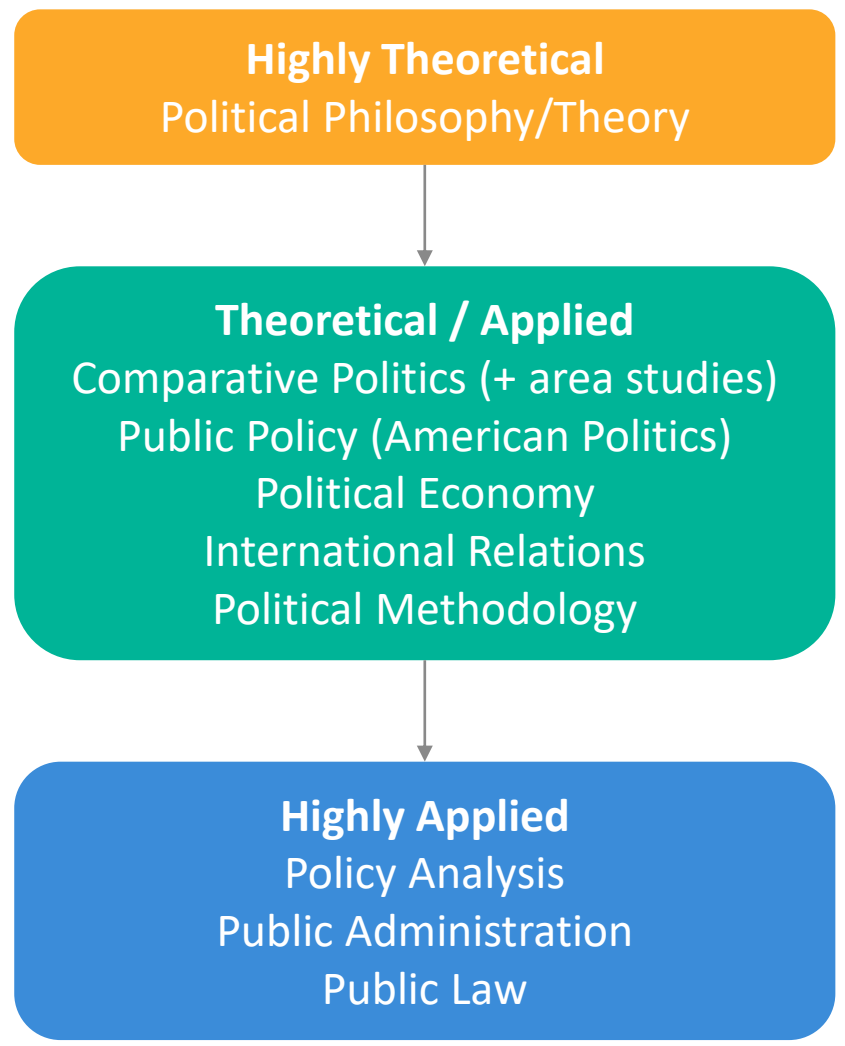 Highly Theoretical
Political Philosophy/Theory
Theoretical / Applied
Comparative Politics (+ area studies)
Public Policy (American Politics)
Political Economy
International Relations
Political Methodology
Highly Applied
Policy Analysis
Public Administration
Public Law